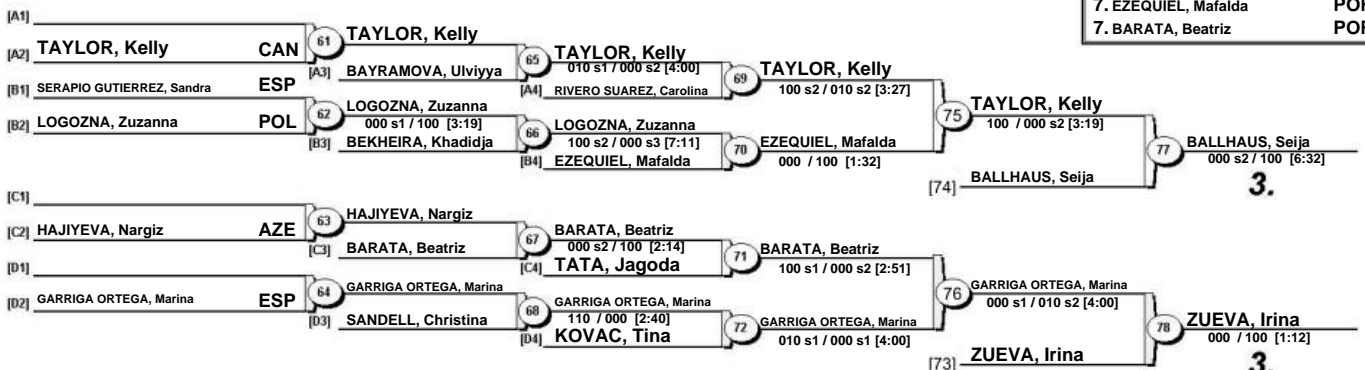 7. EZEQUIEL, Mafalda POR
7. BARATA, Beatriz POR
[A1]
[A2] TAYLOR, Kelly CAN
61
TAYLOR, Kelly
[A3] BAYRAMOVA, Ulviyya
65
TAYLOR, Kelly
010 s1 / 000 s2 [4:00]
[A4] RIVERO SUAREZ, Carolina
69
TAYLOR, Kelly
100 s2 / 010 s2 [3:27]
[B1] SERAPIO GUTIERREZ, Sandra ESP
[B2] LOGOZNA, Zuzanna POL
62
LOGOZNA, Zuzanna
000 s1 / 100 [3:19]
[B3] BEKHEIRA, Khadidja
66
LOGOZNA, Zuzanna
100 s2 / 000 s3 [7:11]
[B4] EZEQUIEL, Mafalda
70
EZEQUIEL, Mafalda
000 / 100 [1:32]
75
TAYLOR, Kelly
100 / 000 s2 [3:19]
[74] BALLHAUS, Seija
77
BALLHAUS, Seija
000 s2 / 100 [6:32]
3.
[C1]
[C2] HAJIYEVA, Nargiz AZE
63
HAJIYEVA, Nargiz
[C3] BARATA, Beatriz
67
BARATA, Beatriz
000 s2 / 100 [2:14]
[C4] TATA, Jagoda
71
BARATA, Beatriz
100 s1 / 000 s2 [2:51]
[D1]
[D2] GARRIGA ORTEGA, Marina ESP
64
GARRIGA ORTEGA, Marina
[D3] SANDELL, Christina
68
GARRIGA ORTEGA, Marina
110 / 000 [2:40]
[D4] KOVAC, Tina
72
GARRIGA ORTEGA, Marina
010 s1 / 000 s1 [4:00]
76
GARRIGA ORTEGA, Marina
000 s1 / 010 s2 [4:00]
[73] ZUEVA, Irina
78
ZUEVA, Irina
000 / 100 [1:12]
3.